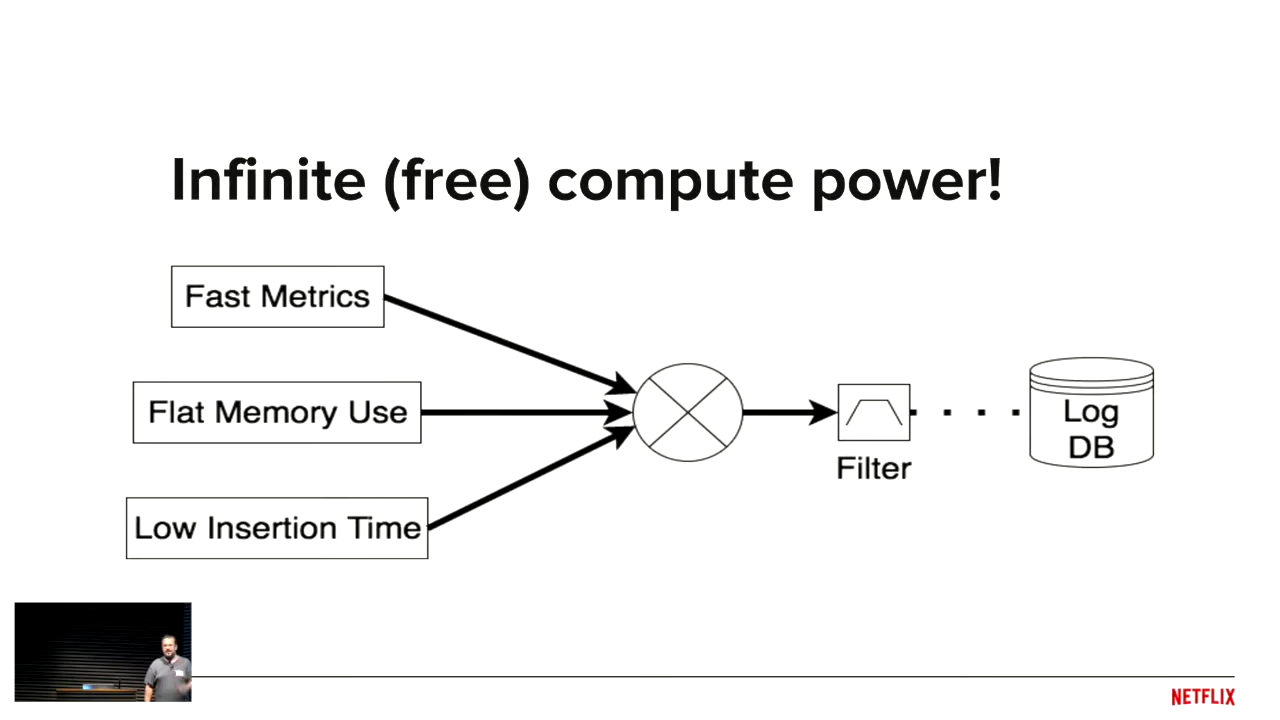 Infinite (free) compute power!
Fast Metrics
Flat Memory Use
Low Insertion Time
Filter
Log
DB
NETFLIX